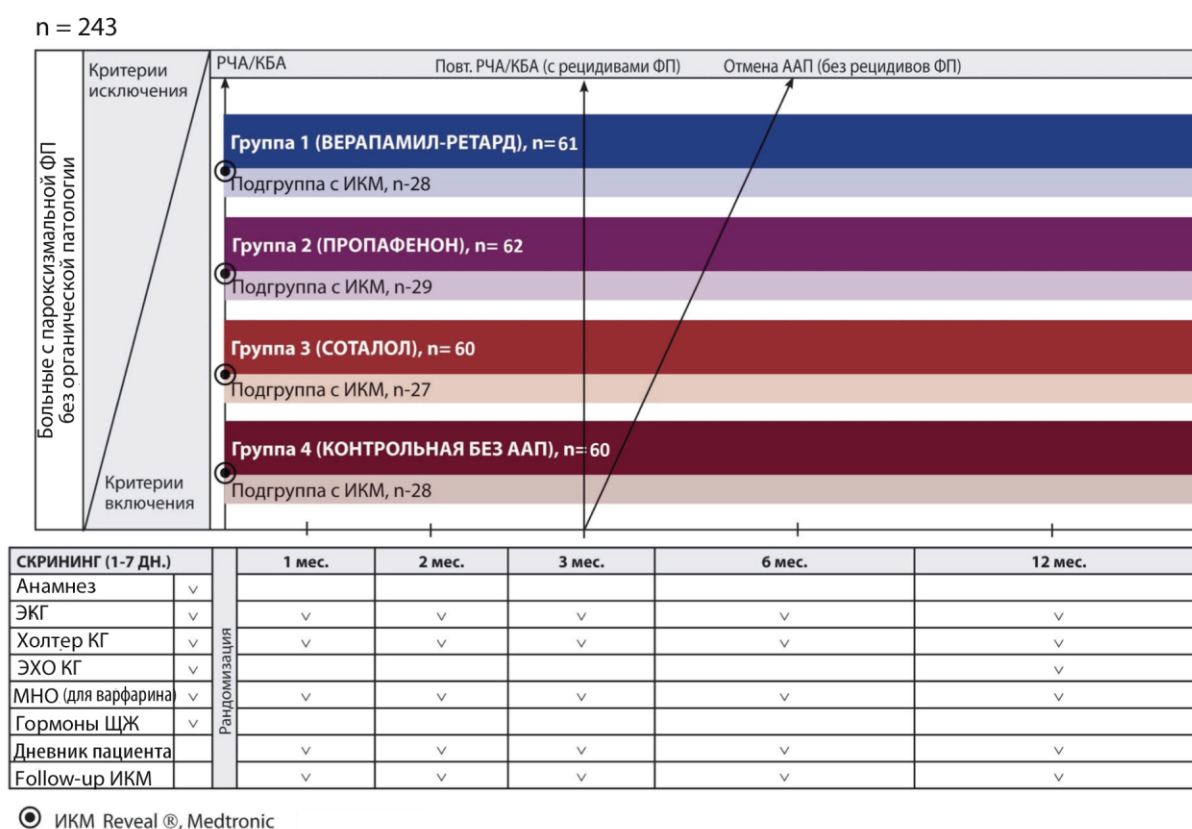 n = 243
Больные с пароксизмальной ФП
без органической патологии
Критерии
исключения
Критерии
включения
РЧА/КБА
Повт. РЧА/КБА (с рецидивами ФП)
Отмена ААП (без рецидивов ФП)
Группа 1 (ВЕРАПАМИЛ-РЕТАРД), n= 61
Подгруппа с ИКМ, n-28
Группа 2 (ПРОПАФЕНОН), n= 62
Подгруппа с ИКМ, n-29
Группа 3 (СОТАЛОЛ), n= 60
Подгруппа с ИКМ, n-27
Группа 4 (КОНТРОЛЬНАЯ БЕЗ ААП), n= 60
Подгруппа с ИКМ, n-28
СКРИНИНГ (1-7 ДН.) 1 мес. 2 мес. 3 мес. 6 мес. 12 мес.
Рандомизация
Анамнез v
ЭКГ v v v v v v
Холтер КГ v v v v v v
ЭХО КГ v v
МНО (для варфарина) v v v v v v
Гормоны ЩЖ v
Дневник пациента v v v v v
Follow-up ИКМ v v v v v
ИКМ Reveal ®, Medtronic